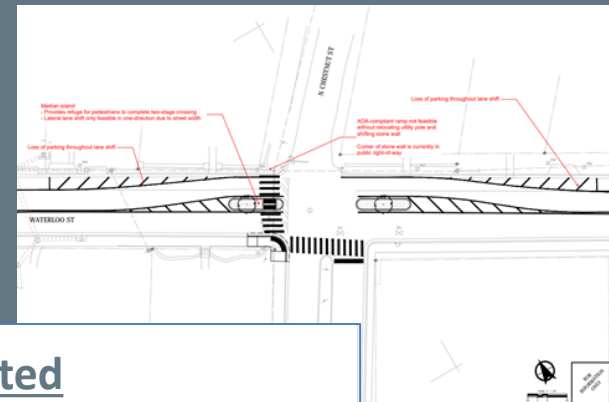 N CHESTNUT ST
Median island:
- Provides refuge for pedestrians to complete two-stage crossing
- Lateral lane shift only feasible in one-direction due to street width
Loss of parking throughout lane shift
Loss of parking throughout lane shift
ADA-compliant ramp not feasible
without relocating utility pole and
shifting stone wall
Corner of stone wall is currently in
public right-of-way
WATERLOO ST
ted
FOR
INFORMATION
ONLY